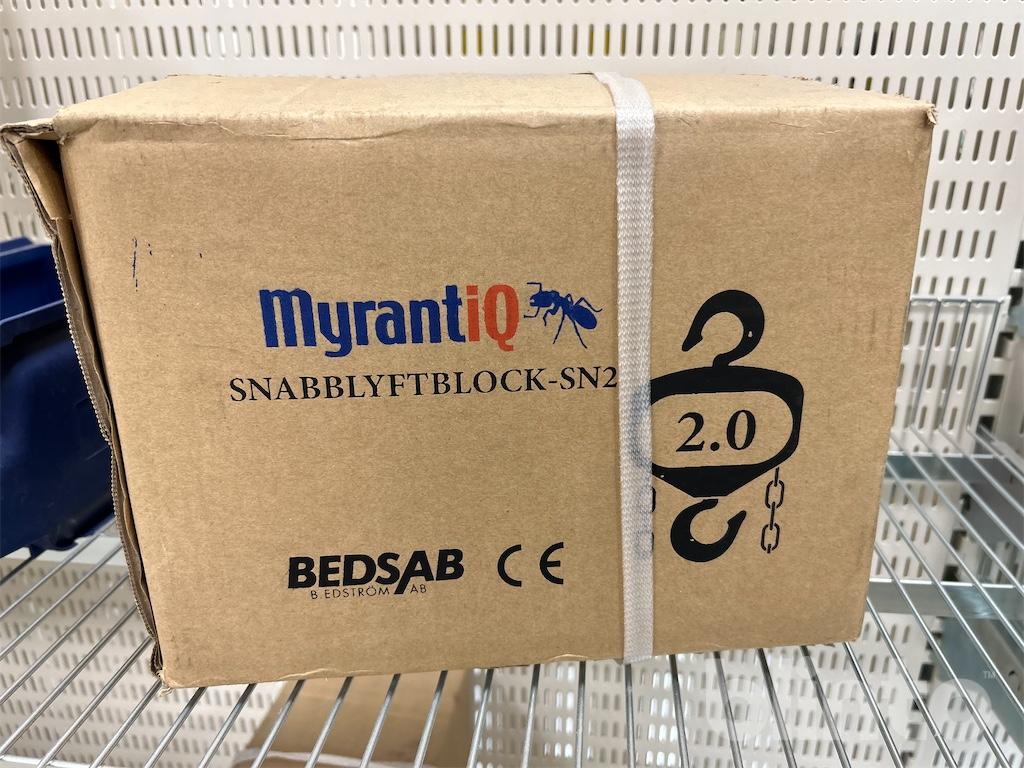 MyrantiQ
SNABBLYFTBLOCK-SN2
2.0
BEDSAB
B.EDSTRÖM AB
CE